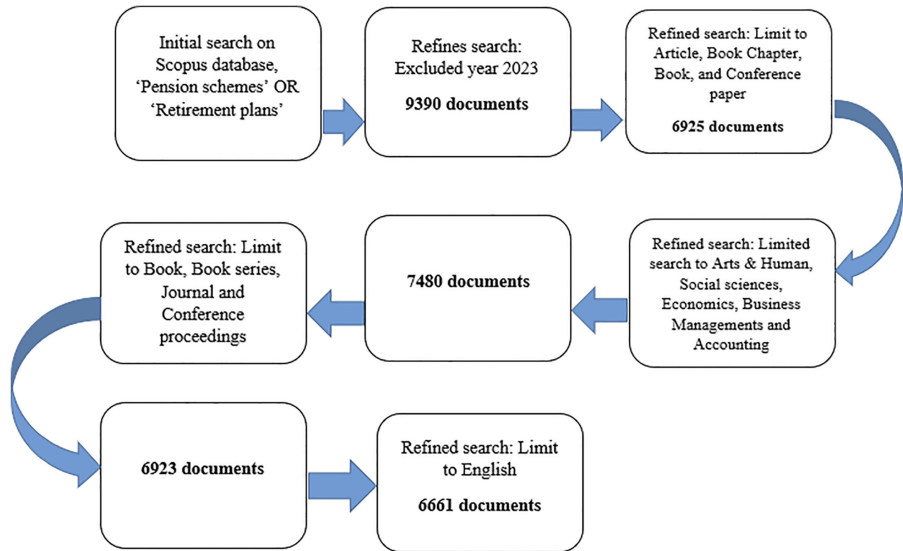 Initial search on
Scopus database,
‘Pension schemes’ OR
‘Retirement plans’
Refines search:
Excluded year 2023
9390 documents
Refined search: Limit to
Article, Book Chapter,
Book, and Conference
paper
6925 documents
Refined search: Limited
search to Arts & Human,
Social sciences,
Economics, Business
Managements and
Accounting
7480 documents
Refined search: Limit
to Book, Book series,
Journal and
Conference
proceedings
6923 documents
Refined search: Limit
to English
6661 documents